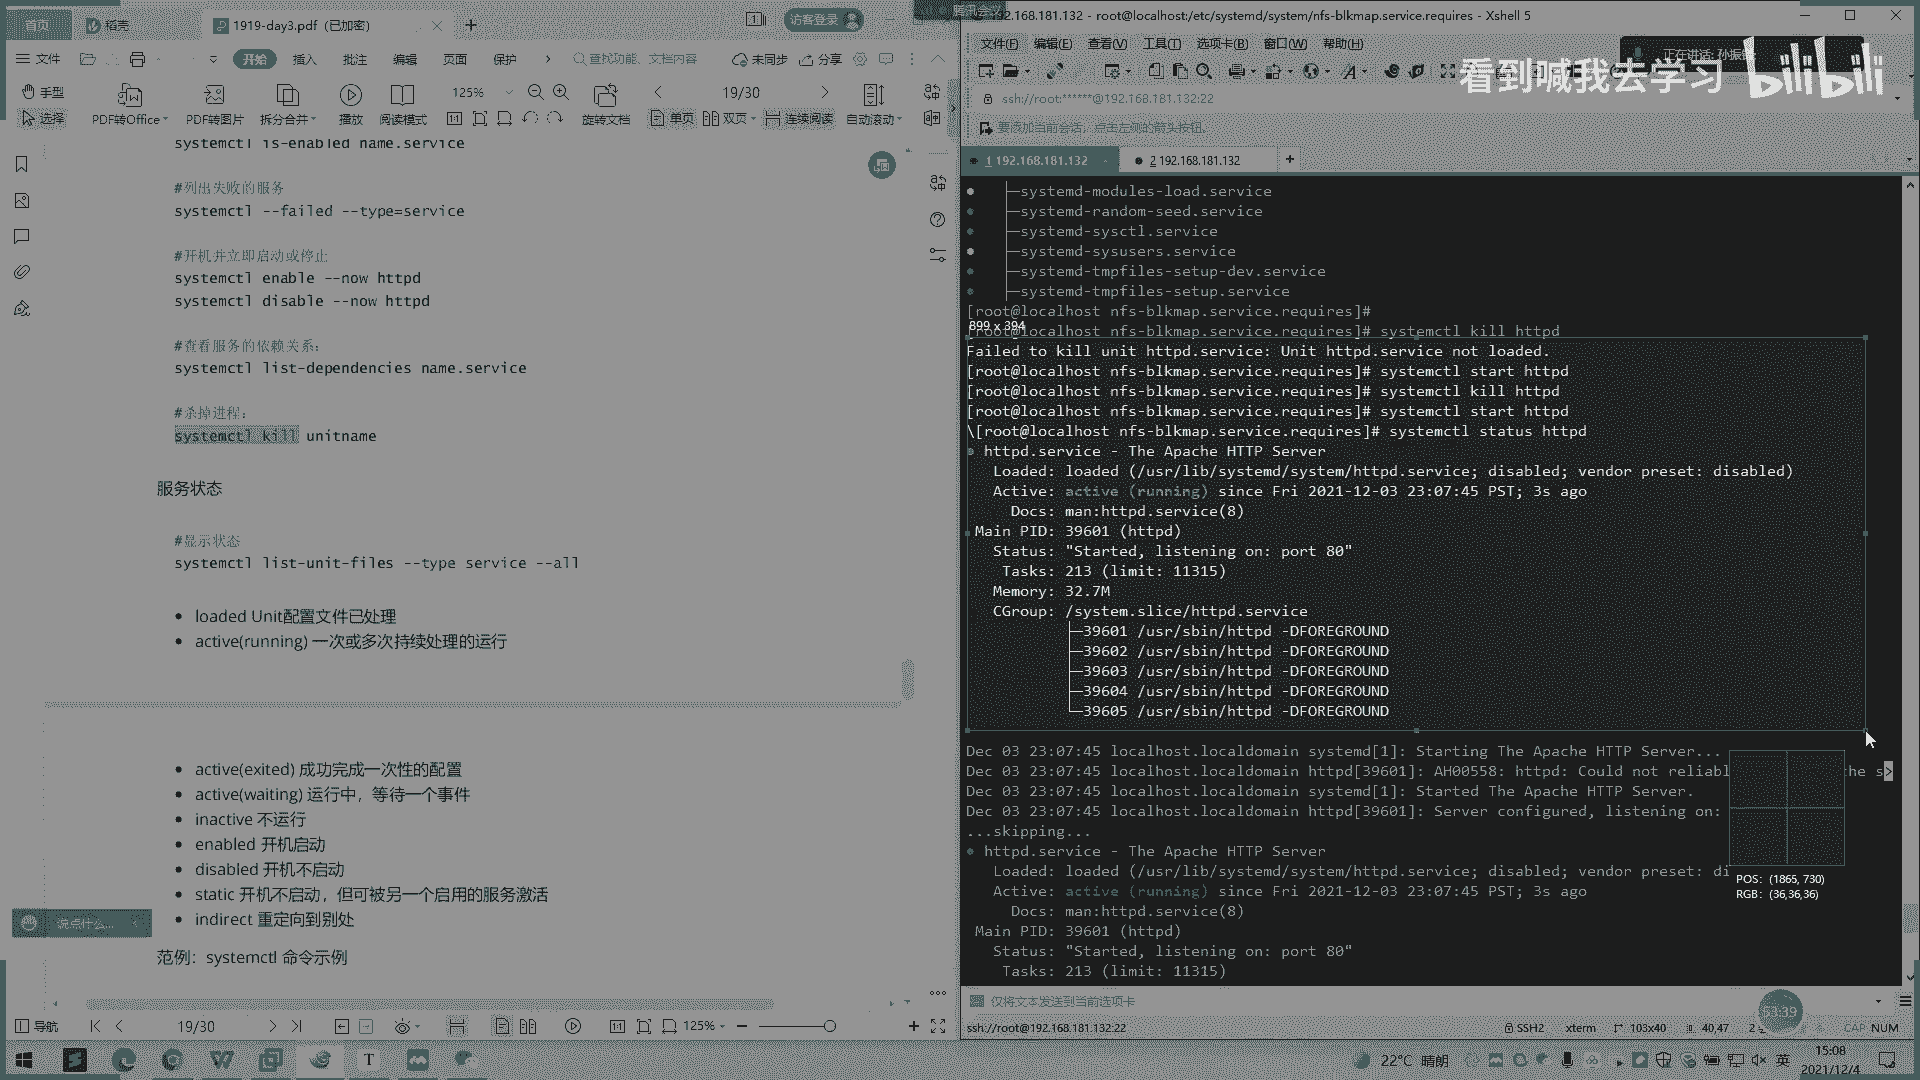 首页
稻壳
1919-day3.pdf (已加密)
访客登录
文件
开始
插入
批注
编辑
页面
保护
查找功能、文档内容
未同步
分享
手型
选择
PDF转Office
PDF转图片
拆分合并
播放
阅读模式
125%
19/30
旋转文档
单页
双页
连续阅读
自动滚动
systemctl is-enabled name.service
#列出失败的服务
systemctl --failed --type=service
#开机并立即启动或停止
systemctl enable --now httpd
systemctl disable --now httpd
#查看服务的依赖关系：
systemctl list-dependencies name.service
#杀掉进程：
systemctl kill unitname
服务状态
#显示状态
systemctl list-unit-files --type service --all
loaded Unit配置文件已处理
active(running) 一次或多次持续处理的运行
active(exited) 成功完成一次性的配置
active(waiting) 运行中，等待一个事件
inactive 不运行
enabled 开机启动
disabled 开机不启动
static 开机不启动，但可被另一个启用的服务激活
indirect 重定向到别处
范例：systemctl 命令示例
说点什么...
导航
19/30
125%
腾讯会议
192.168.181.132 - root@localhost:/etc/systemd/system/nfs-blkmap.service.requires - Xshell 5
文件(F) 编辑(E) 查看(V) 工具(T) 选项卡(B) 窗口(W) 帮助(H)
正在讲话:
看到喊我去学习 bilibili
ssh://root:******@192.168.181.132:22
要添加当前会话，点击左侧的箭头按钮。
1 192.168.181.132
2 192.168.181.132
├─systemd-modules-load.service
├─systemd-random-seed.service
├─systemd-sysctl.service
├─systemd-sysusers.service
├─systemd-tmpfiles-setup-dev.service
├─systemd-tmpfiles-setup.service
[root@localhost nfs-blkmap.service.requires]#
899 x 394
[root@localhost nfs-blkmap.service.requires]# systemctl kill httpd
Failed to kill unit httpd.service: Unit httpd.service not loaded.
[root@localhost nfs-blkmap.service.requires]# systemctl start httpd
[root@localhost nfs-blkmap.service.requires]# systemctl kill httpd
[root@localhost nfs-blkmap.service.requires]# systemctl start httpd
\[root@localhost nfs-blkmap.service.requires]# systemctl status httpd
● httpd.service - The Apache HTTP Server
Loaded: loaded (/usr/lib/systemd/system/httpd.service; disabled; vendor preset: disabled)
Active: active (running) since Fri 2021-12-03 23:07:45 PST; 3s ago
Docs: man:httpd.service(8)
Main PID: 39601 (httpd)
Status: "Started, listening on: port 80"
Tasks: 213 (limit: 11315)
Memory: 32.7M
CGroup: /system.slice/httpd.service
├─39601 /usr/sbin/httpd -DFOREGROUND
├─39602 /usr/sbin/httpd -DFOREGROUND
├─39603 /usr/sbin/httpd -DFOREGROUND
├─39604 /usr/sbin/httpd -DFOREGROUND
└─39605 /usr/sbin/httpd -DFOREGROUND
Dec 03 23:07:45 localhost.localdomain systemd[1]: Starting The Apache HTTP Server...
Dec 03 23:07:45 localhost.localdomain httpd[39601]: AH00558: httpd: Could not reliabl he s>
Dec 03 23:07:45 localhost.localdomain systemd[1]: Started The Apache HTTP Server.
Dec 03 23:07:45 localhost.localdomain httpd[39601]: Server configured, listening on:
...skipping...
● httpd.service - The Apache HTTP Server
Loaded: loaded (/usr/lib/systemd/system/httpd.service; disabled; vendor preset: di
Active: active (running) since Fri 2021-12-03 23:07:45 PST; 3s ago
Docs: man:httpd.service(8)
Main PID: 39601 (httpd)
Status: "Started, listening on: port 80"
Tasks: 213 (limit: 11315)
POS: (1865, 730)
RGB: (36,36,36)
仅将文本发送到当前选项卡
53:39
ssh://root@192.168.181.132:22
SSH2
xterm
103x40
40,47
CAP NUM
22°C 晴朗
英
15:08
2021/12/4